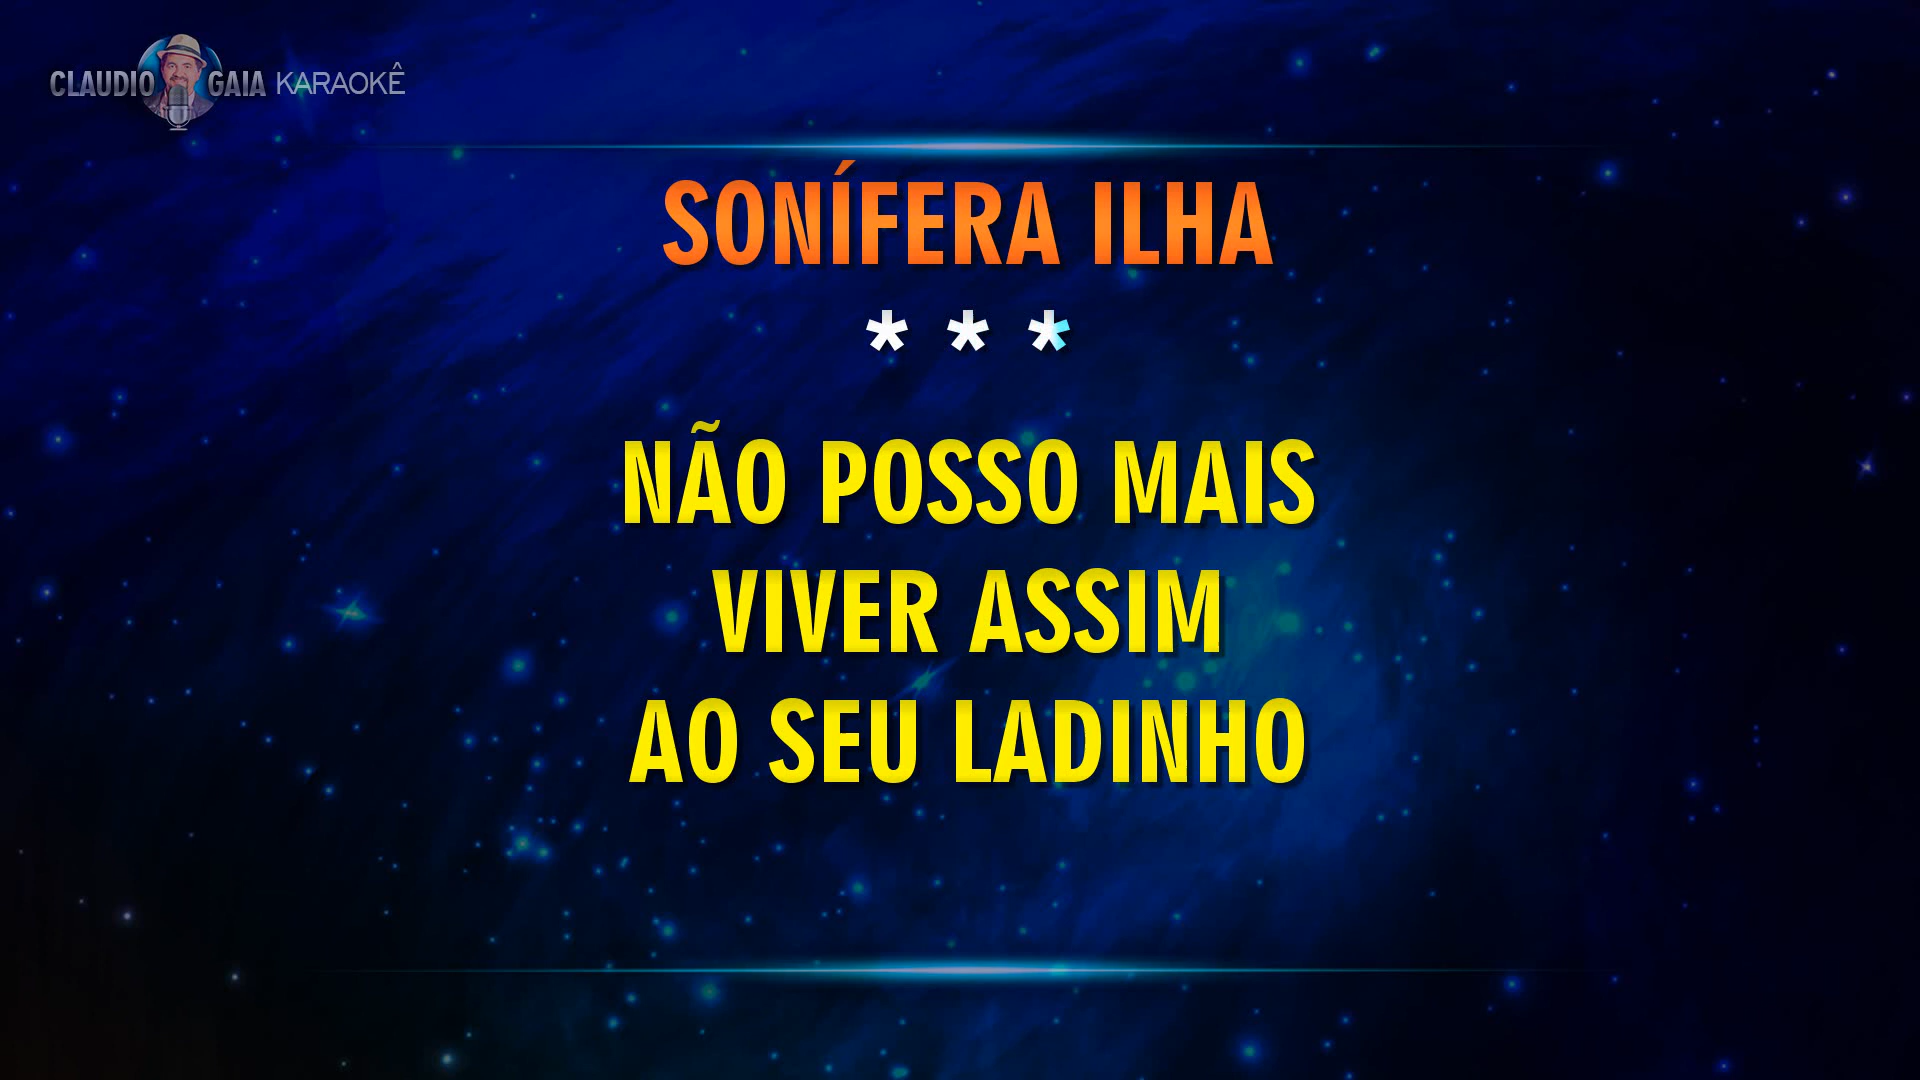 CLAUDIO GAIA KARAOKÊ
SONÍFERA ILHA
* * *
NÃO POSSO MAIS
VIVER ASSIM
AO SEU LADINHO